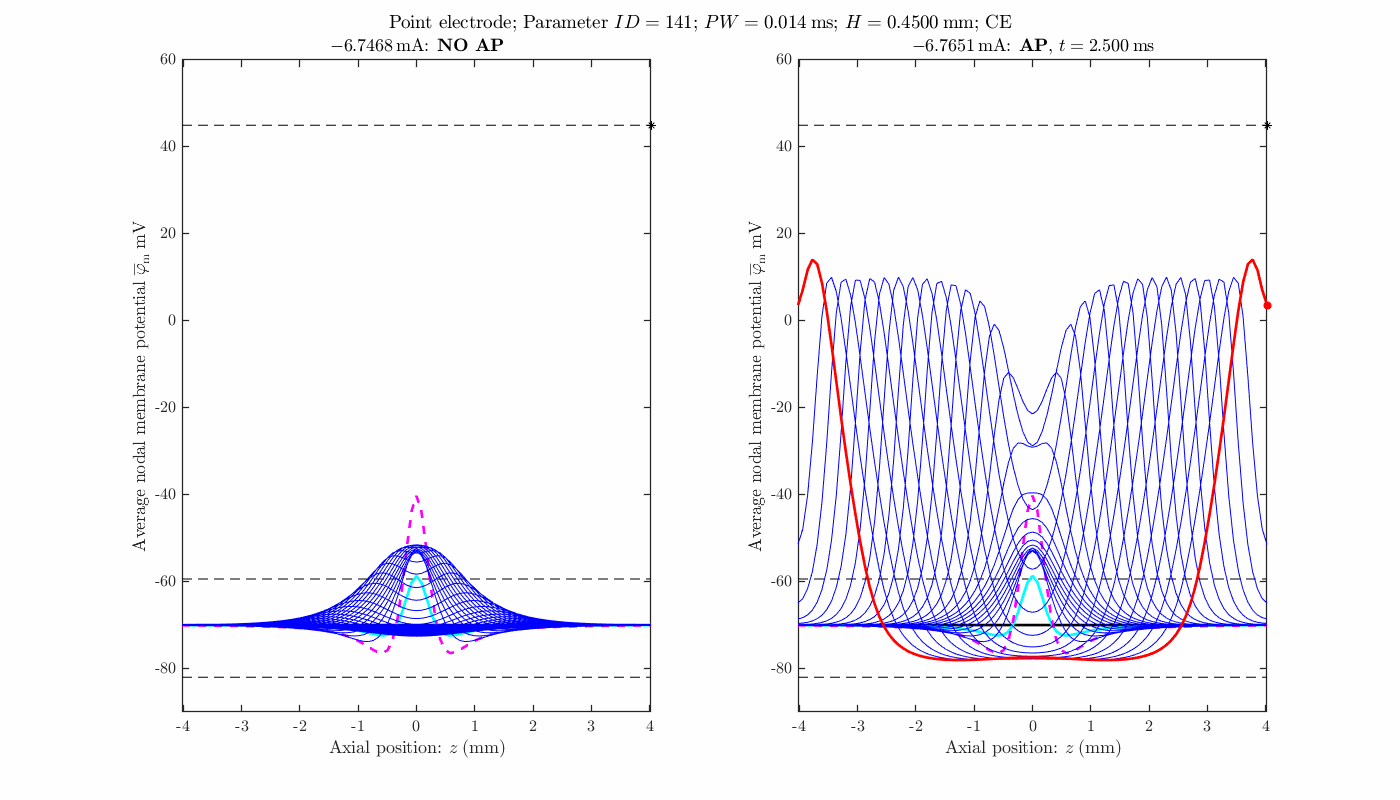 Point electrode; Parameter ID = 141; PW = 0.014 ms; H = 0.4500 mm; CE
−6.7468 mA: NO AP
60
40
20
0
-20
-40
-60
-80
-4 -3 -2 -1 0 1 2 3 4
Axial position: z (mm)
Average nodal membrane potential φ̅m mV
−6.7651 mA: AP, t = 2.500 ms
60
40
20
0
-20
-40
-60
-80
-4 -3 -2 -1 0 1 2 3 4
Axial position: z (mm)
Average nodal membrane potential φ̅m mV